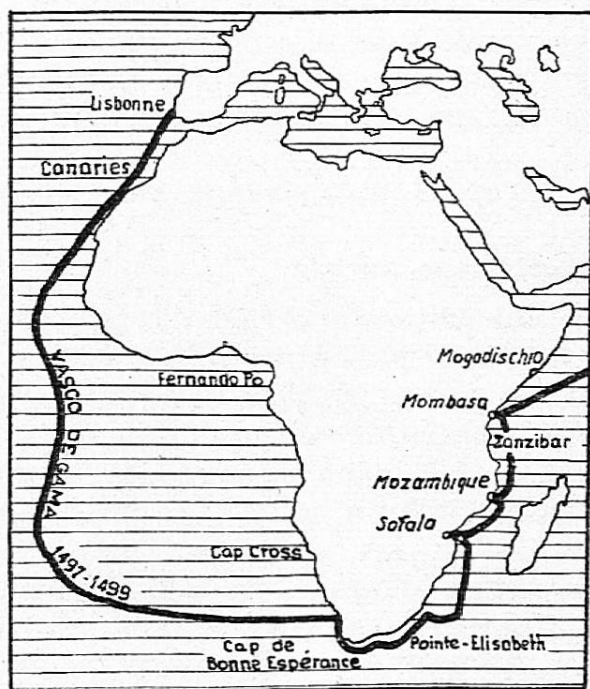 Lisbonne
Canaries
Mogadischio
Fernando Po
Mombasa
VASCO DE GAMA
Zanzibar
Mozambique
Sofala
Cap Cross
1497-1498
Pointe-Elisabeth
Cap de
Bonne Espérance